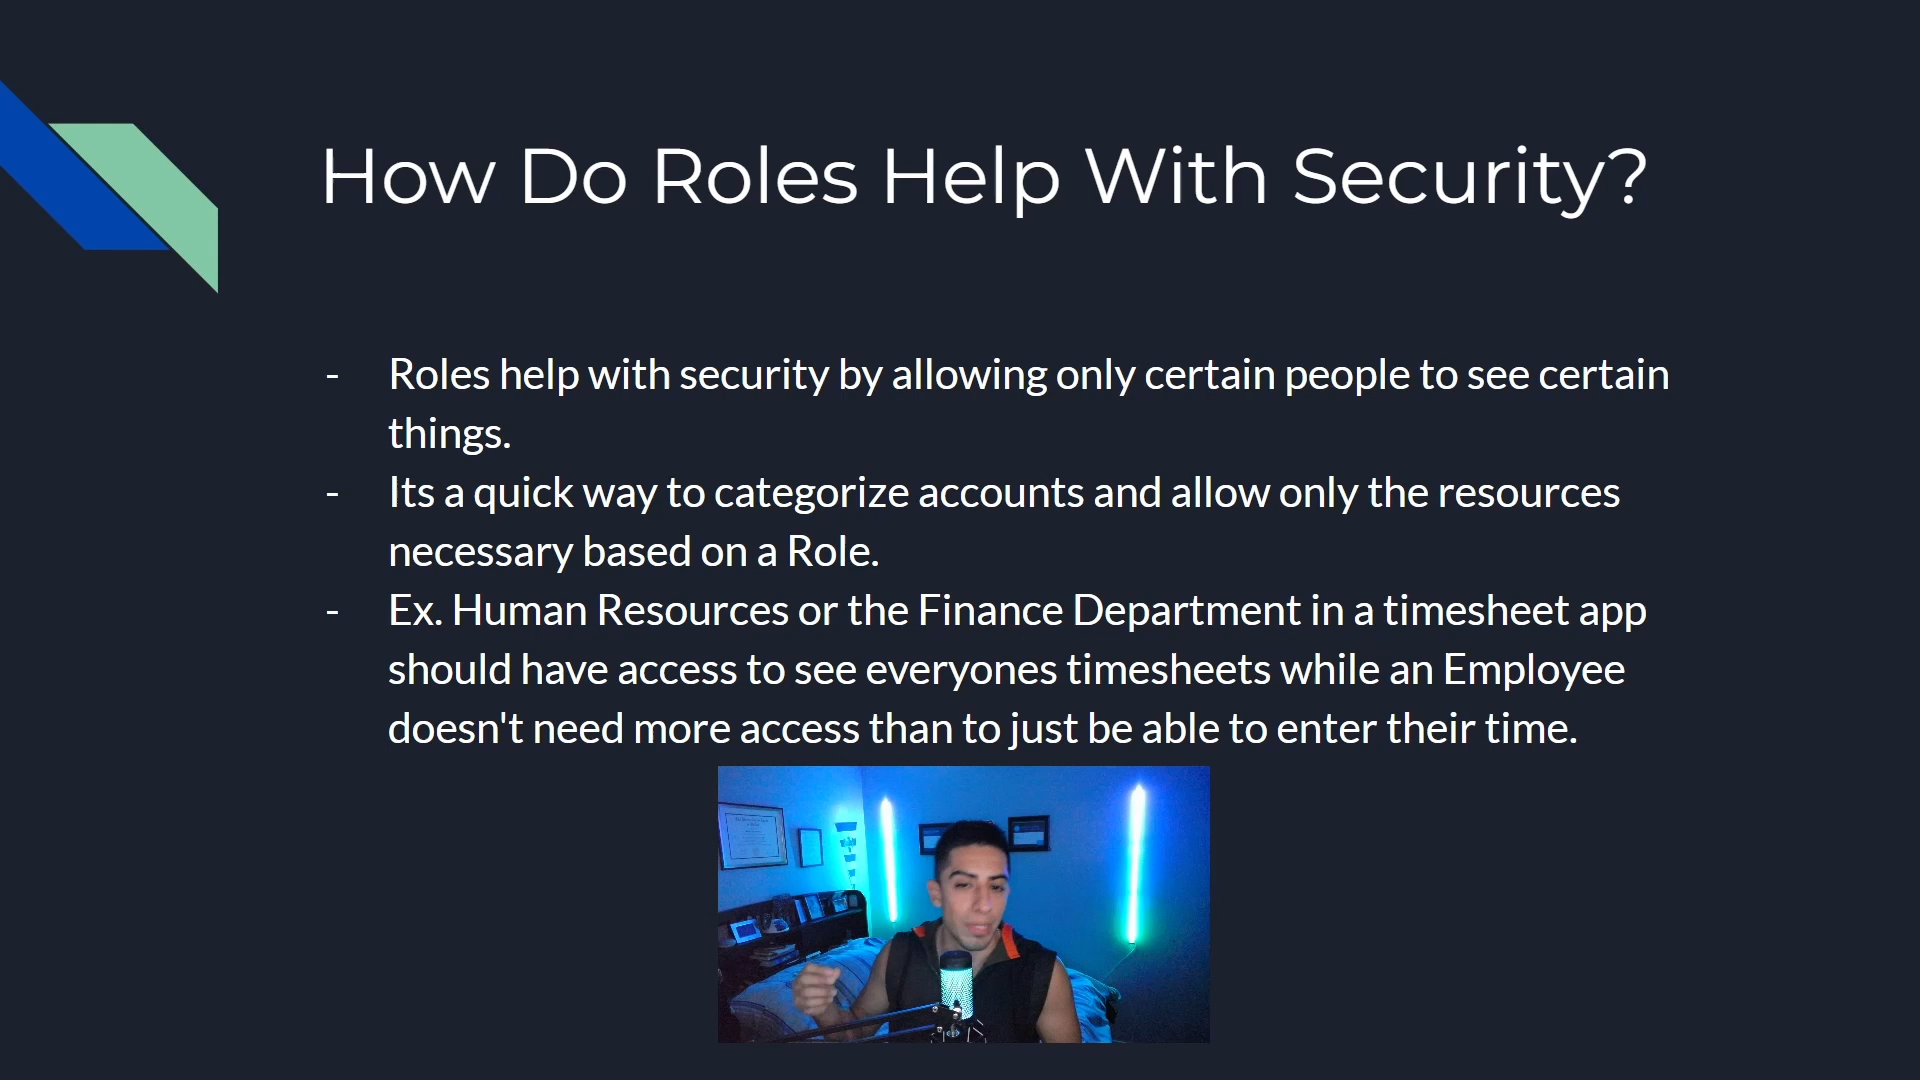 How Do Roles Help With Security?
- Roles help with security by allowing only certain people to see certain
things.
- Its a quick way to categorize accounts and allow only the resources
necessary based on a Role.
- Ex. Human Resources or the Finance Department in a timesheet app
should have access to see everyones timesheets while an Employee
doesn't need more access than to just be able to enter their time.